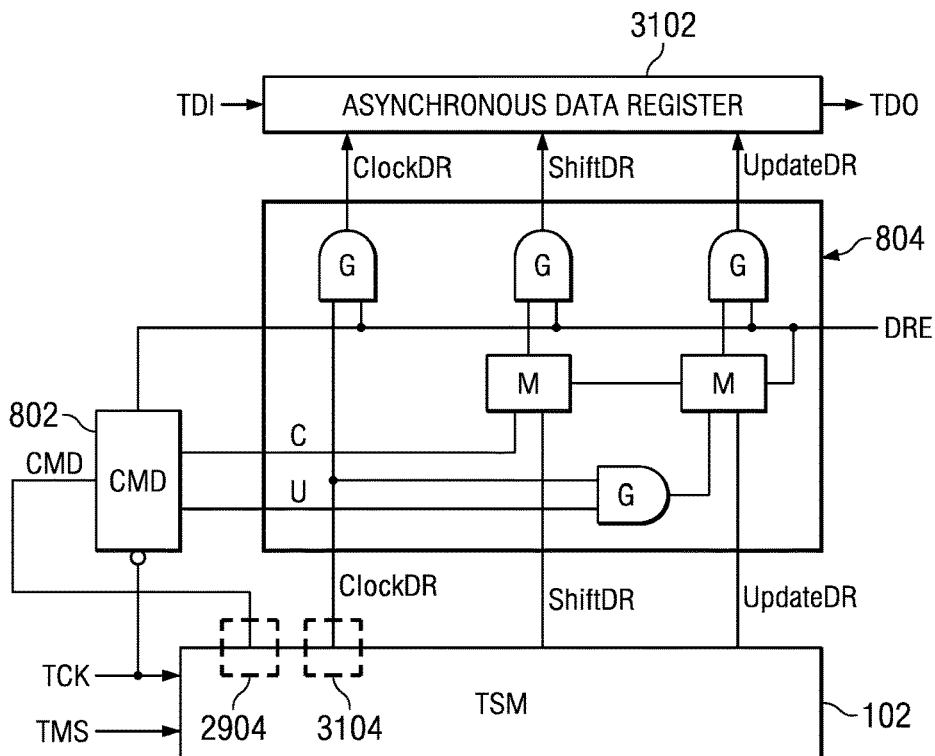 3102
TDI
ASYNCHRONOUS DATA REGISTER
TDO
ClockDR
ShiftDR
UpdateDR
804
G
G
G
DRE
M
M
802
C
CMD
CMD
U
G
ClockDR
ShiftDR
UpdateDR
TCK
TMS
2904
3104
TSM
102